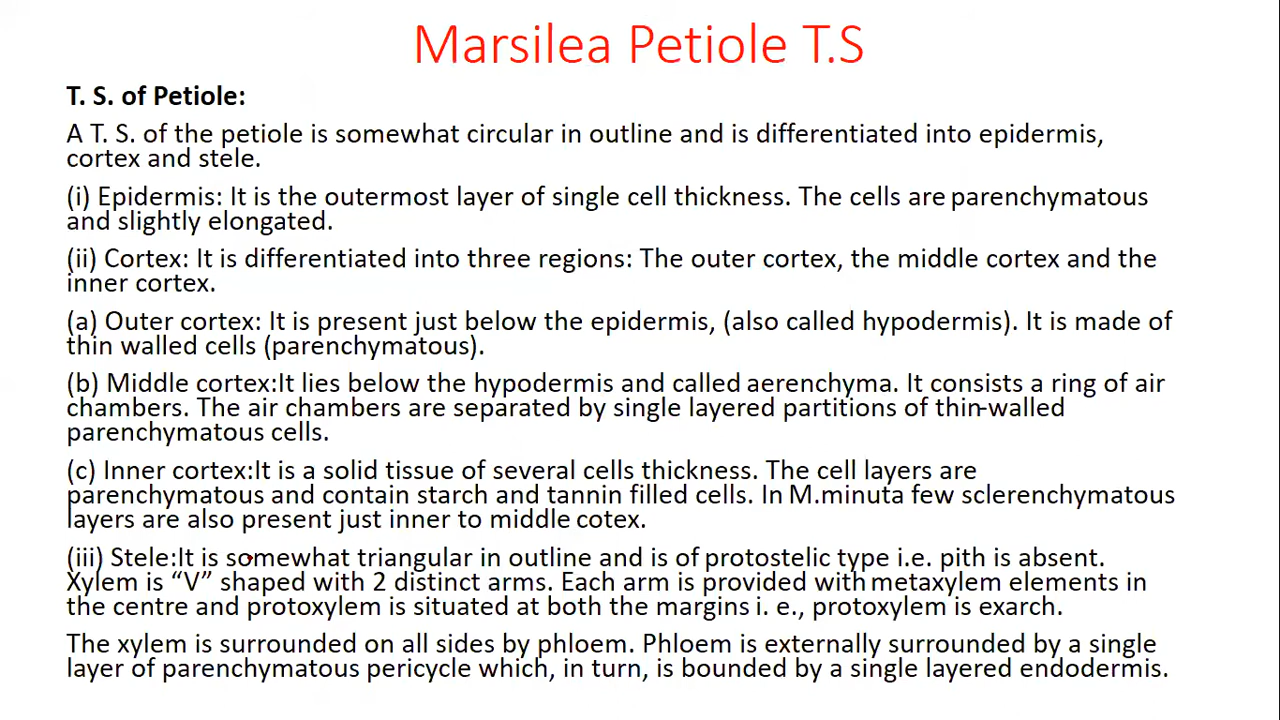 Marsilea Petiole T.S
T. S. of Petiole:
A T. S. of the petiole is somewhat circular in outline and is differentiated into epidermis,
cortex and stele.
(i) Epidermis: It is the outermost layer of single cell thickness. The cells are parenchymatous
and slightly elongated.
(ii) Cortex: It is differentiated into three regions: The outer cortex, the middle cortex and the
inner cortex.
(a) Outer cortex: It is present just below the epidermis, (also called hypodermis). It is made of
thin walled cells (parenchymatous).
(b) Middle cortex:It lies below the hypodermis and called aerenchyma. It consists a ring of air
chambers. The air chambers are separated by single layered partitions of thin-walled
parenchymatous cells.
(c) Inner cortex:It is a solid tissue of several cells thickness. The cell layers are
parenchymatous and contain starch and tannin filled cells. In M.minuta few sclerenchymatous
layers are also present just inner to middle cotex.
(iii) Stele:It is somewhat triangular in outline and is of protostelic type i.e. pith is absent.
Xylem is “V” shaped with 2 distinct arms. Each arm is provided with metaxylem elements in
the centre and protoxylem is situated at both the margins i. e., protoxylem is exarch.
The xylem is surrounded on all sides by phloem. Phloem is externally surrounded by a single
layer of parenchymatous pericycle which, in turn, is bounded by a single layered endodermis.